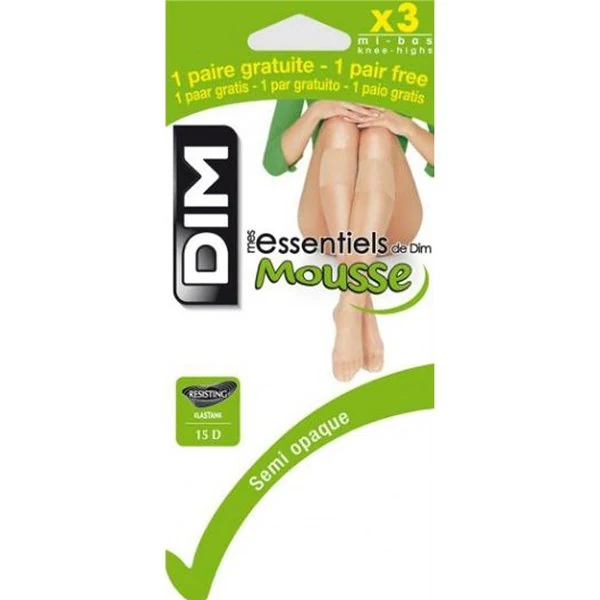 x3
mi-bas
knee-highs
1 paire gratuite - 1 pair free
1 paar gratis - 1 par gratuito - 1 paio gratis
DIM
mes essentiels de Dim
Mousse
RESISTING
ELASTANE
15 D
Semi opaque